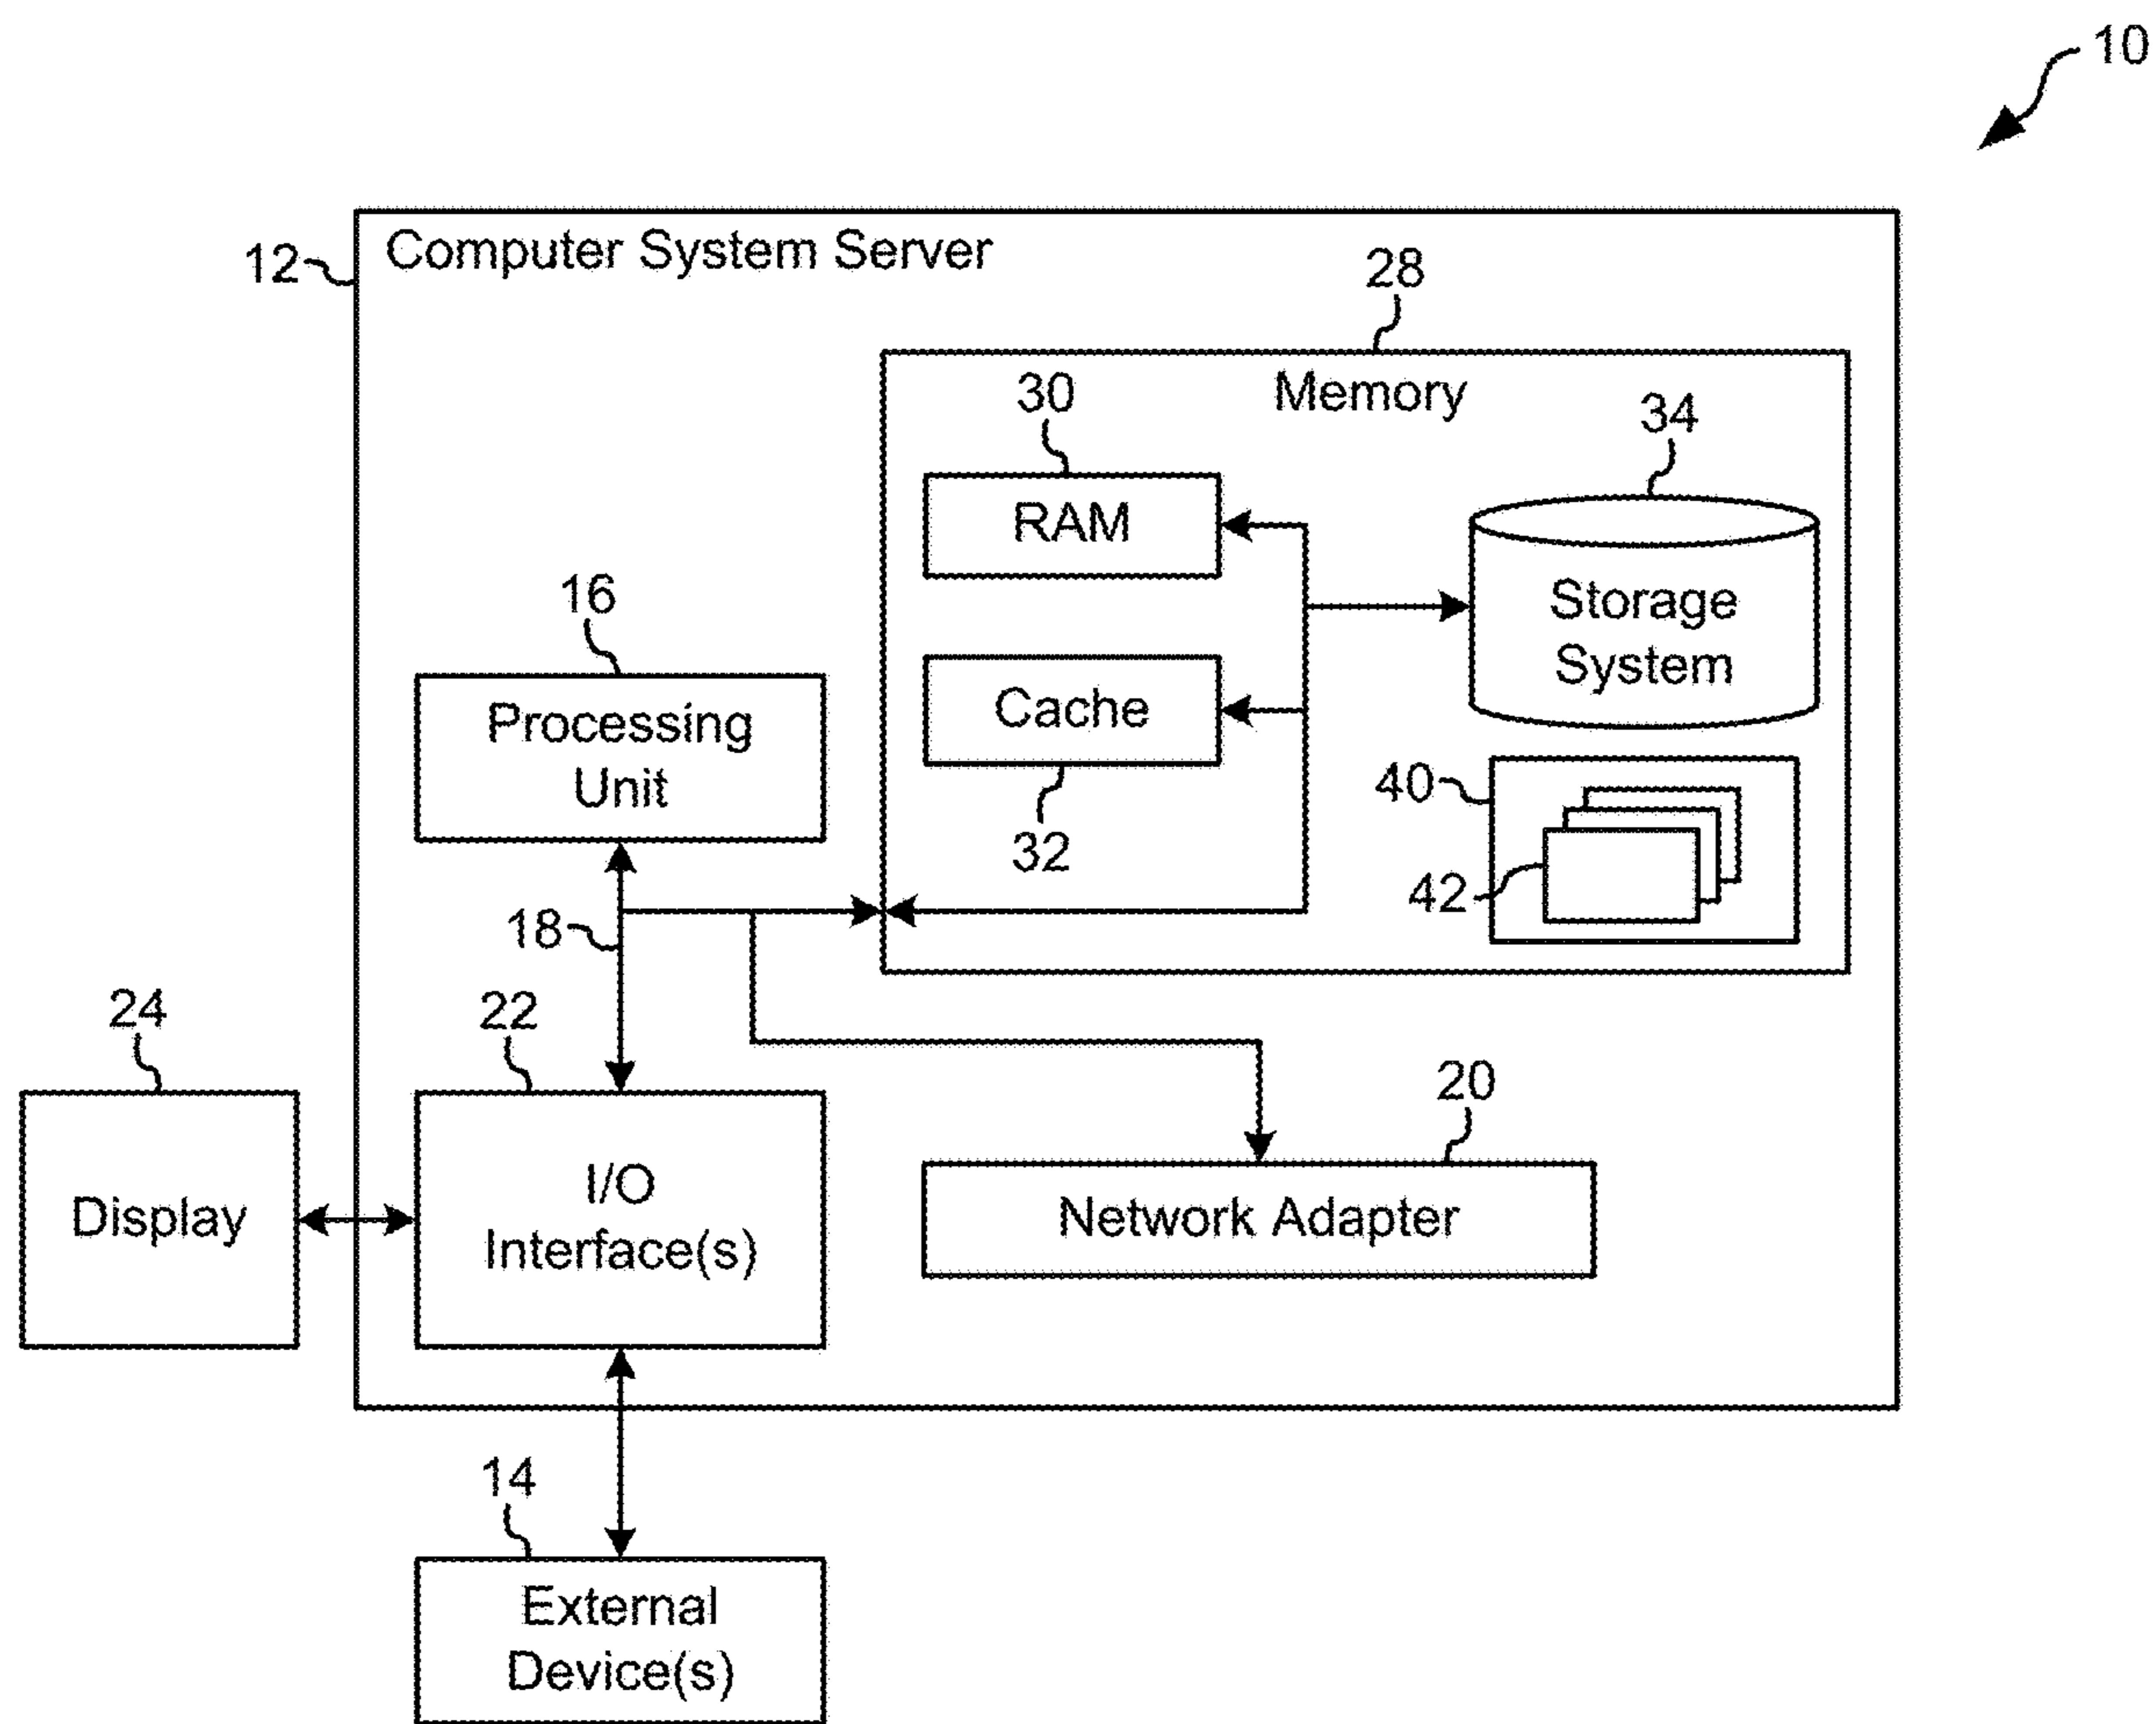 10
12
Computer System Server
28
Memory
30
RAM
34
Storage
System
16
Processing
Unit
Cache
32
40
42
18
24
22
20
Display
I/O
Interface(s)
Network Adapter
14
External
Device(s)